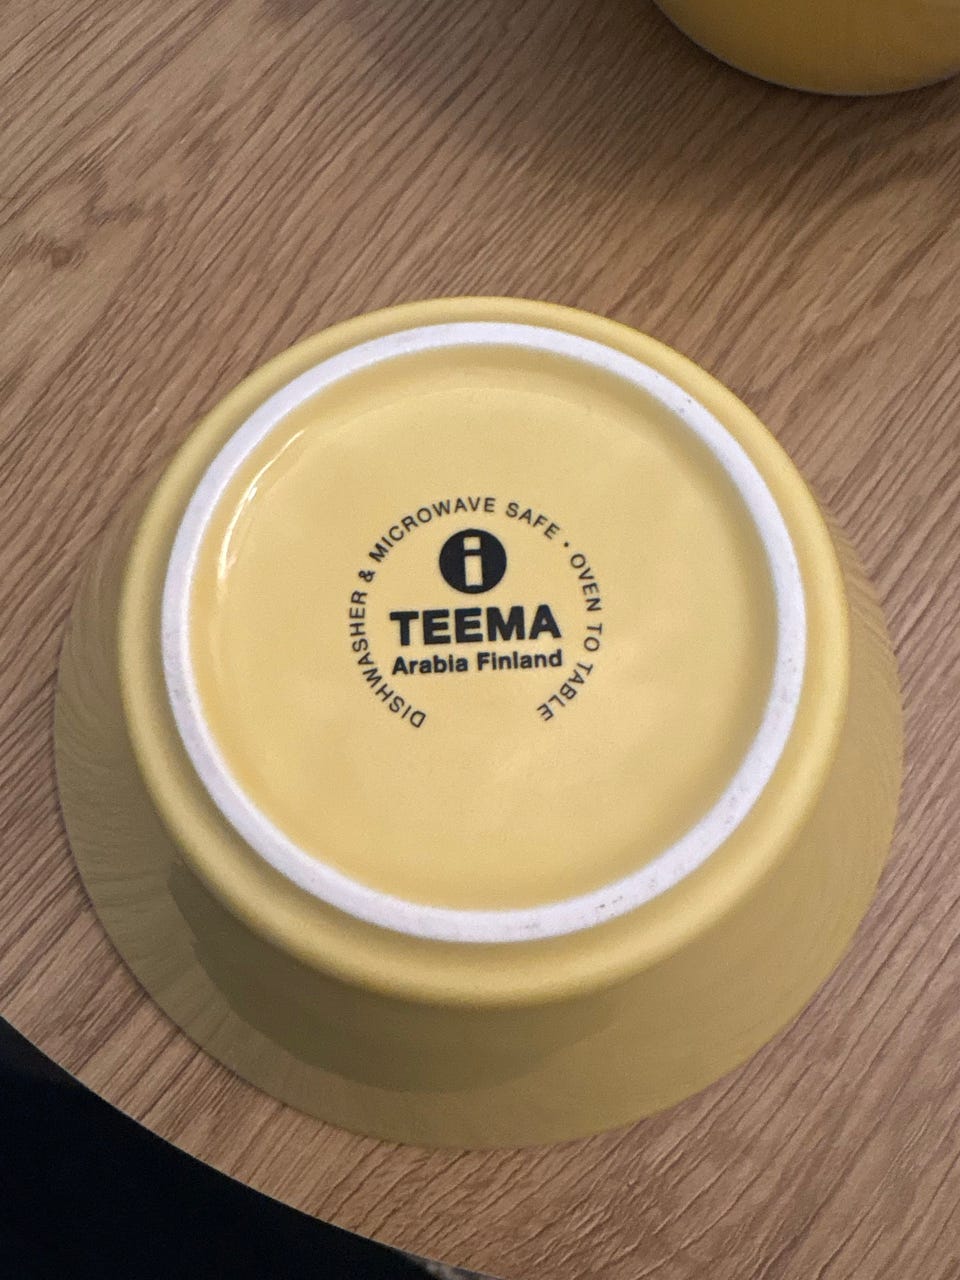 DISHWASHER & MICROWAVE SAFE · OVEN TO TABLE
i
TEEMA
Arabia Finland